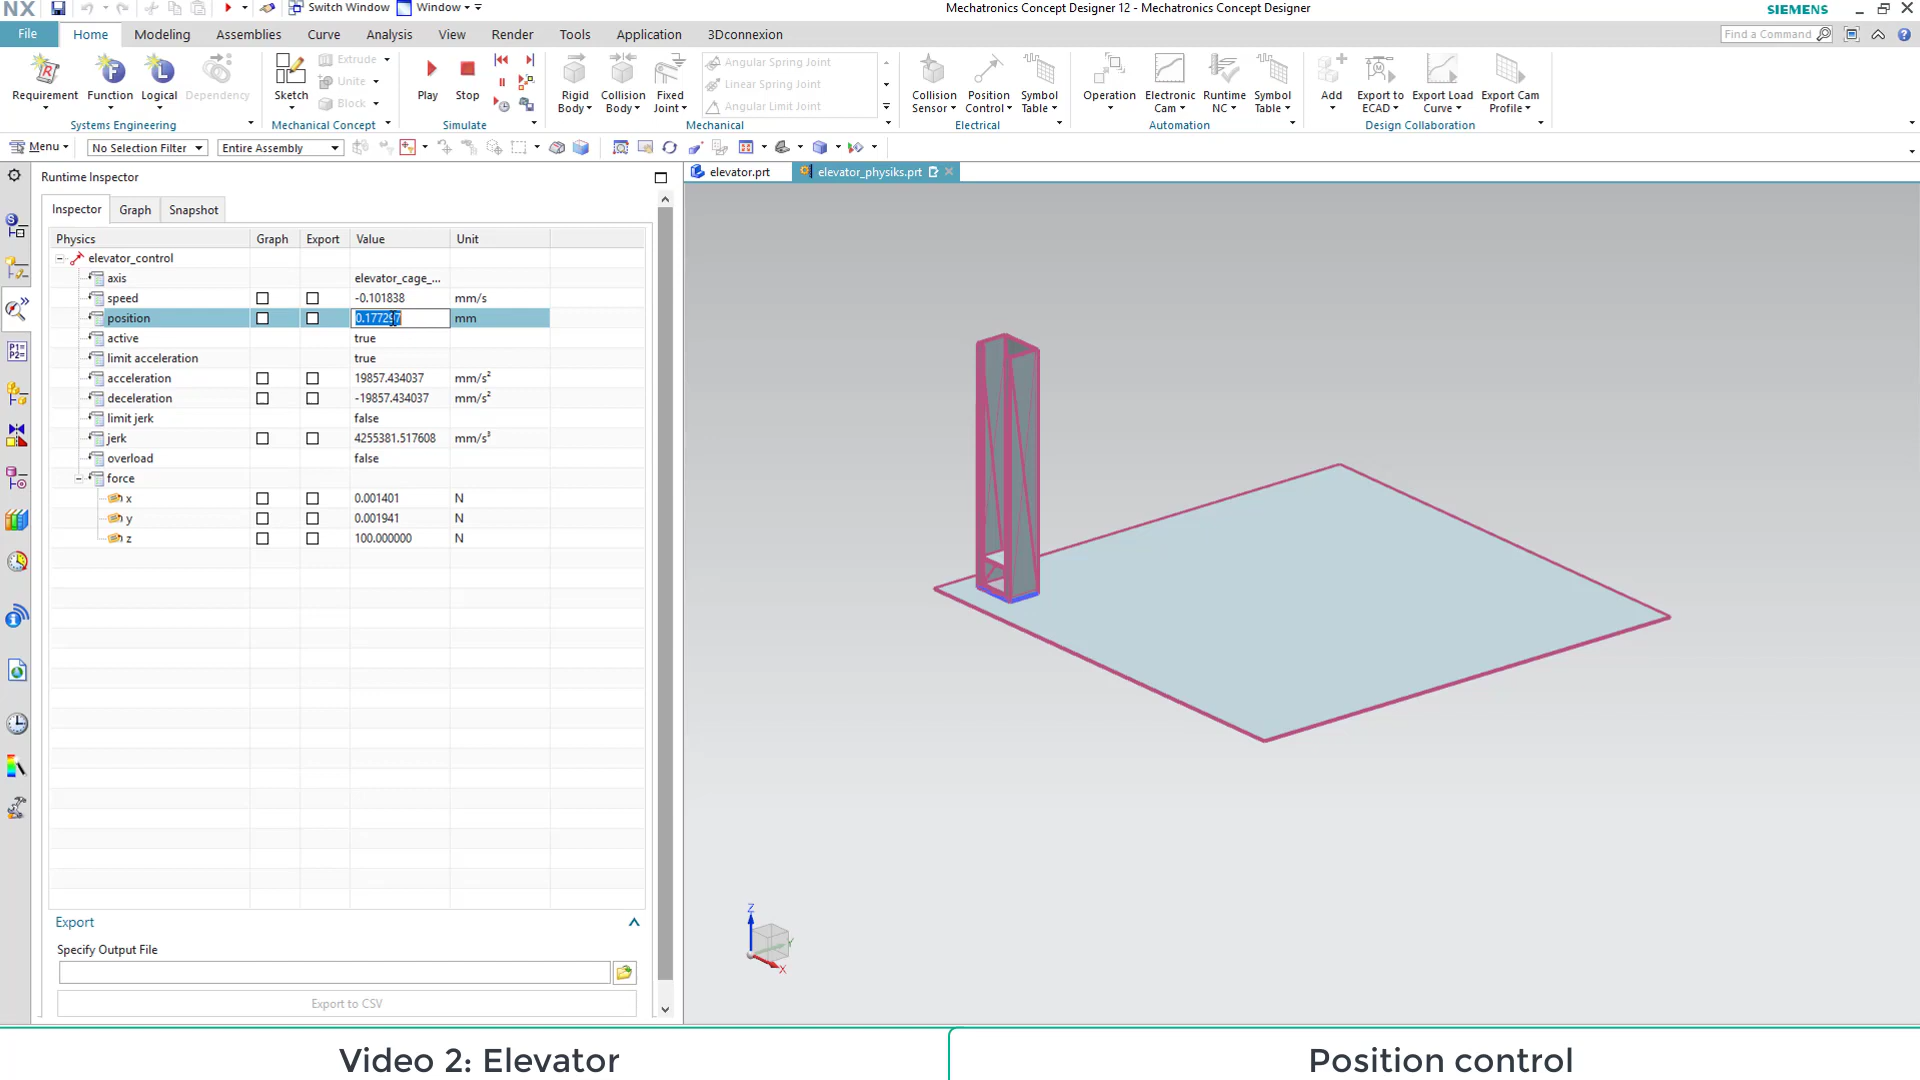 NX
Switch Window
Window
Mechatronics Concept Designer 12 - Mechatronics Concept Designer
SIEMENS
File
Home
Modeling
Assemblies
Curve
Analysis
View
Render
Tools
Application
3Dconnexion
Find a Command
Requirement
Function
Logical
Dependency
Systems Engineering
Sketch
Extrude
Unite
Block
Mechanical Concept
Play
Stop
Simulate
Rigid
Body
Collision
Body
Fixed
Joint
Angular Spring Joint
Linear Spring Joint
Angular Limit Joint
Mechanical
Collision
Sensor
Position
Control
Symbol
Table
Electrical
Operation
Electronic
Cam
Runtime
NC
Symbol
Table
Automation
Add
Export to
ECAD
Export Load
Curve
Export Cam
Profile
Design Collaboration
Menu
No Selection Filter
Entire Assembly
Runtime Inspector
elevator.prt
elevator_physiks.prt
Inspector
Graph
Snapshot
Physics Graph Export Value Unit
elevator_control
axis elevator_cage_...
speed -0.101838 mm/s
position 0.177297 mm
active true
limit acceleration true
acceleration 19857.434037 mm/s²
deceleration -19857.434037 mm/s²
limit jerk false
jerk 4255381.517608 mm/s³
overload false
force
x 0.001401 N
y 0.001941 N
z 100.000000 N
Export
Specify Output File
Export to CSV
Z
Y
X
Video 2: Elevator
Position control